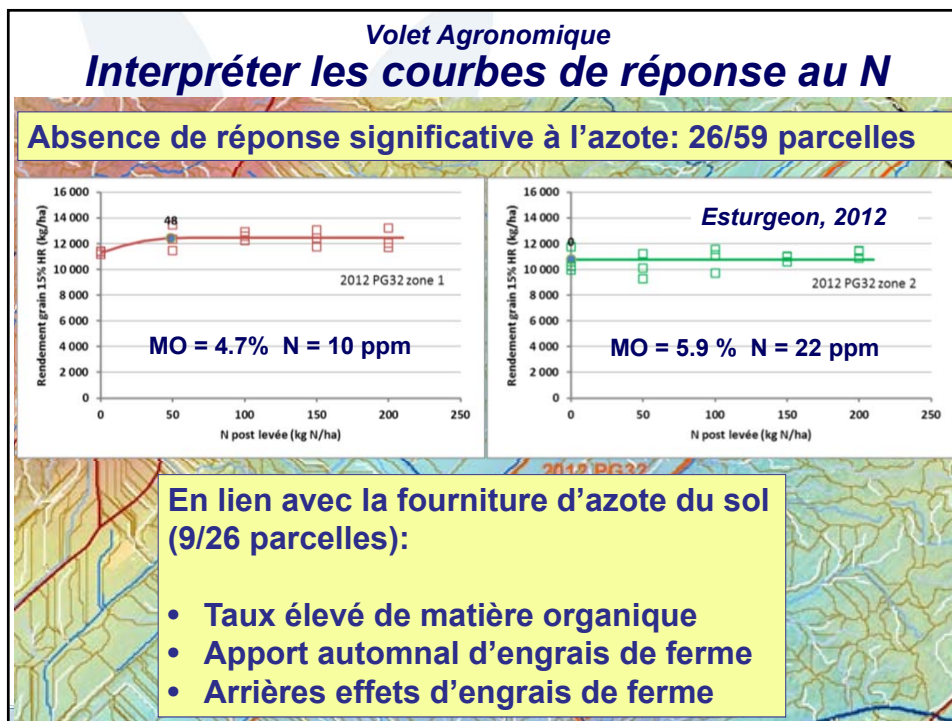 Volet Agronomique
Interpréter les courbes de réponse au N
Absence de réponse significative à l'azote: 26/59 parcelles
Rendement grain 15% HR (kg/ha)
16 000
14 000
12 000
10 000
8 000
6 000
4 000
2 000
0
48
2012 PG32 zone 1
MO = 4.7% N = 10 ppm
0 50 100 150 200 250
N post levée (kg N/ha)
Rendement grain 15% HR (kg/ha)
16 000
14 000
12 000
10 000
8 000
6 000
4 000
2 000
0
Esturgeon, 2012
0
2012 PG32 zone 2
MO = 5.9 % N = 22 ppm
0 50 100 150 200 250
N post levée (kg N/ha)
2012 PG32
En lien avec la fourniture d'azote du sol
(9/26 parcelles):
• Taux élevé de matière organique
• Apport automnal d'engrais de ferme
• Arrières effets d'engrais de ferme